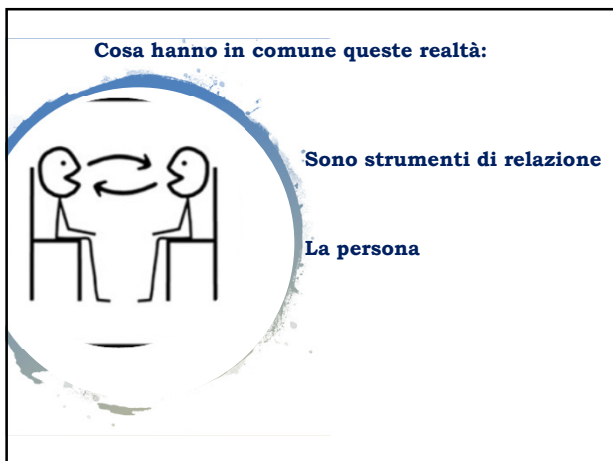 Cosa hanno in comune queste realtà:
Sono strumenti di relazione
La persona